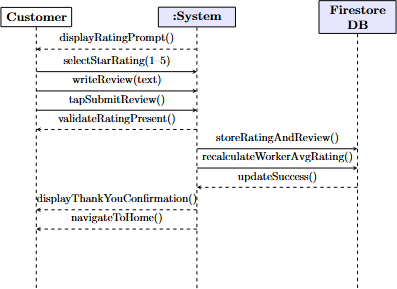 Customer
:System
Firestore
DB
displayRatingPrompt()
selectStarRating(1–5)
writeReview(text)
tapSubmitReview()
validateRatingPresent()
storeRatingAndReview()
recalculateWorkerAvgRating()
updateSuccess()
displayThankYouConfirmation()
navigateToHome()